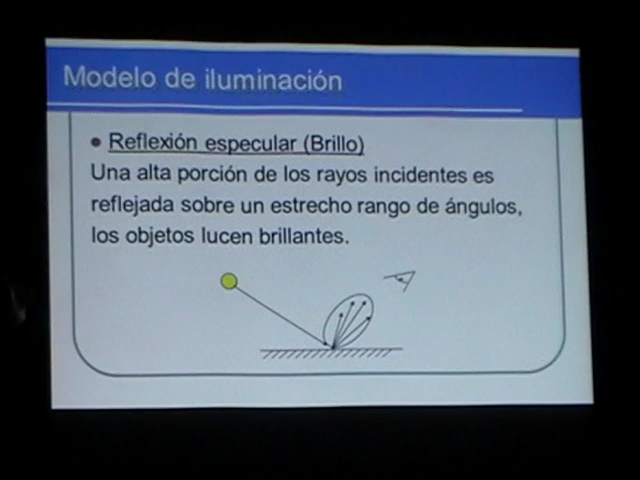 Modelo de iluminación
• Reflexión especular (Brillo)
Una alta porción de los rayos incidentes es
reflejada sobre un estrecho rango de ángulos,
los objetos lucen brillantes.